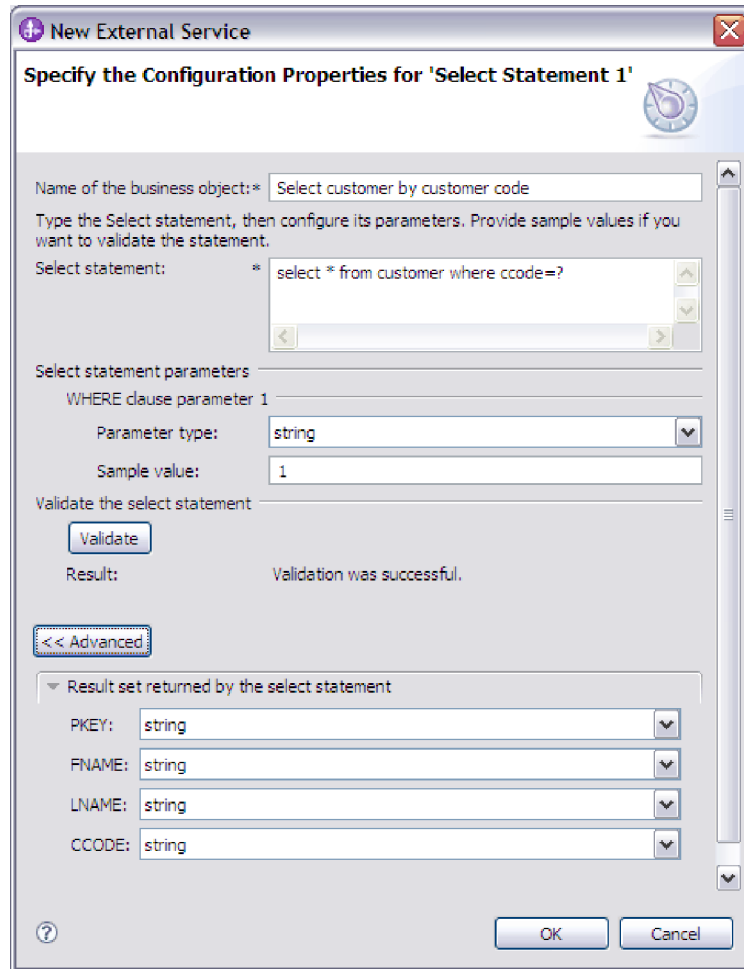 New External Service
Specify the Configuration Properties for 'Select Statement 1'
Name of the business object:* Select customer by customer code
Type the Select statement, then configure its parameters. Provide sample values if you
want to validate the statement.
Select statement: * select * from customer where ccode=?
Select statement parameters
WHERE clause parameter 1
Parameter type: string
Sample value: 1
Validate the select statement
Validate
Result: Validation was successful.
<< Advanced
Result set returned by the select statement
PKEY: string
FNAME: string
LNAME: string
CCODE: string
? OK Cancel